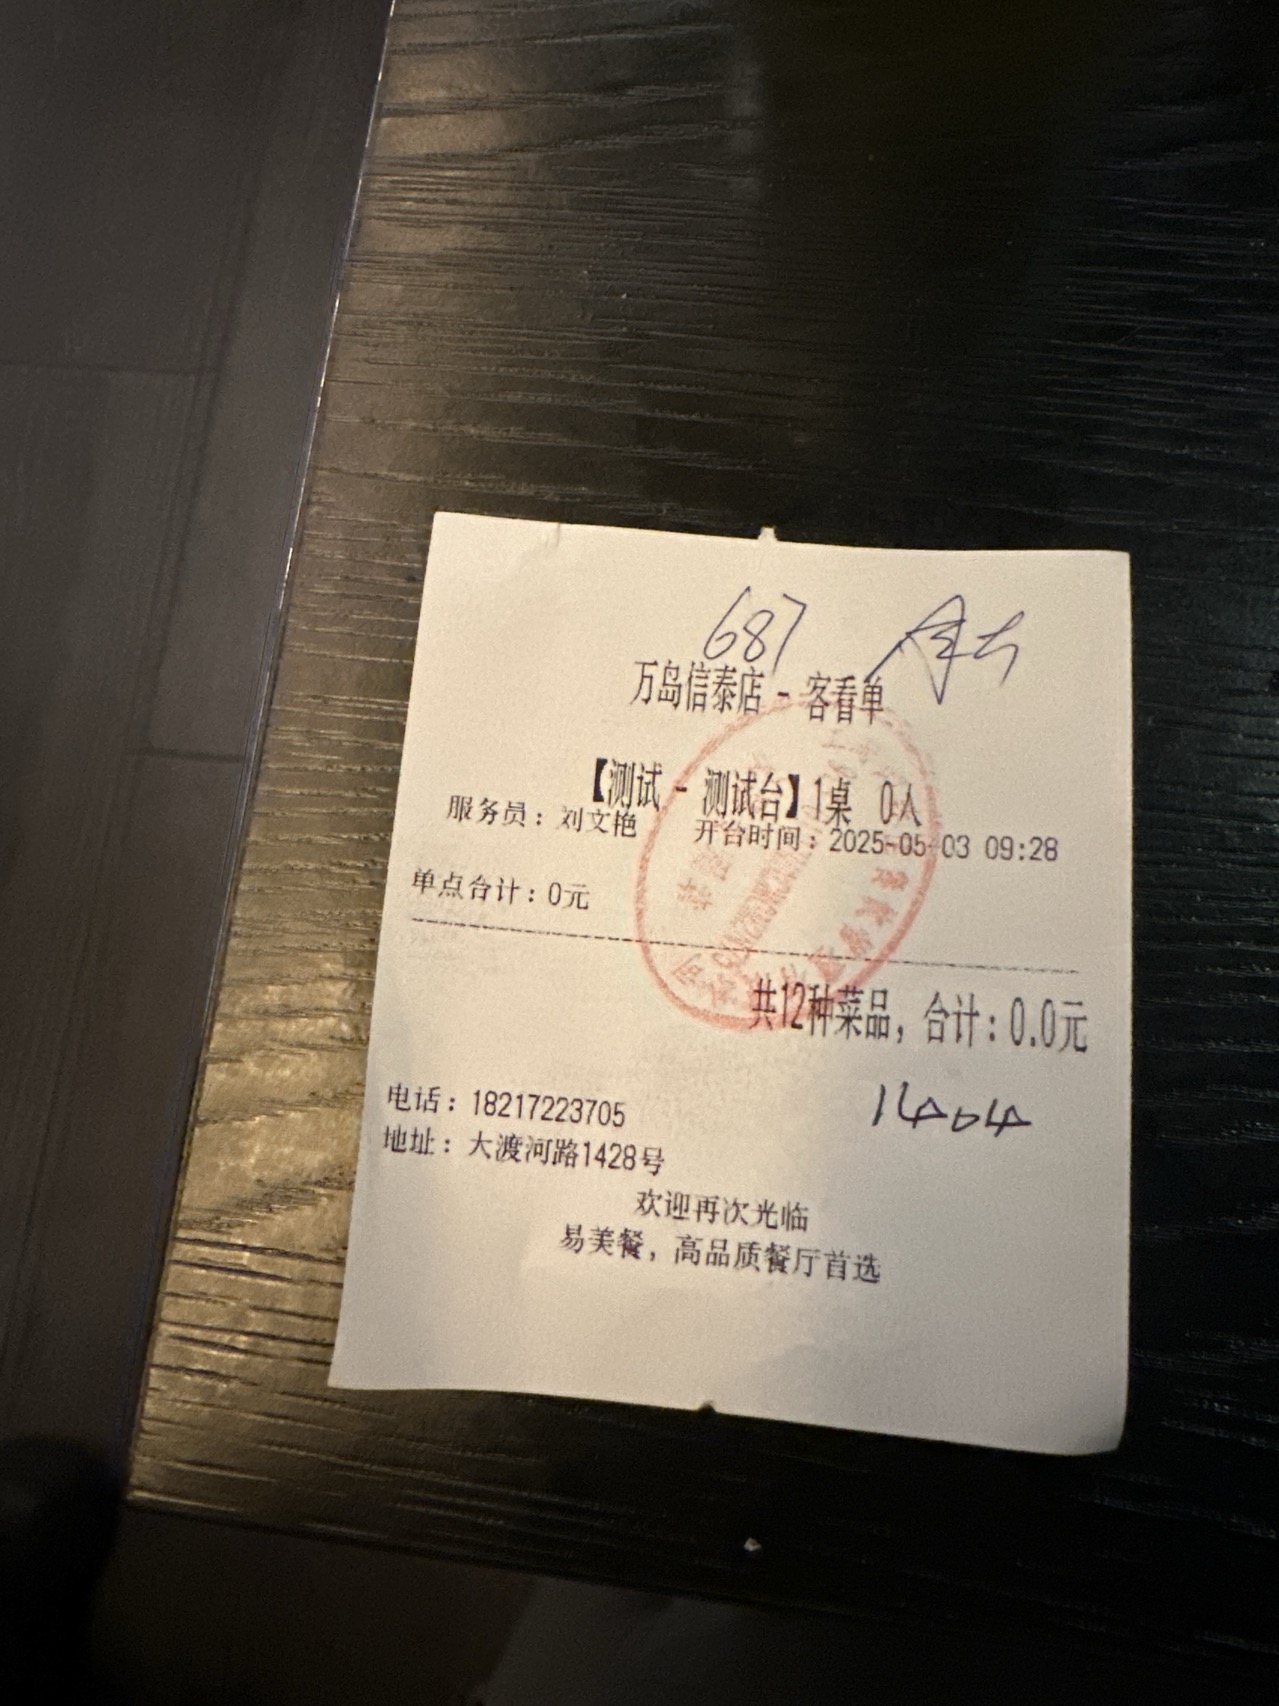 687
万岛信泰店 - 客看单
【测试 - 测试台】1桌 0人
服务员：刘文艳 开台时间：2025-05-03 09:28
单点合计：0元
共12种菜品，合计：0.0元
1404
电话：18217223705
地址：大渡河路1428号
欢迎再次光临
易美餐，高品质餐厅首选